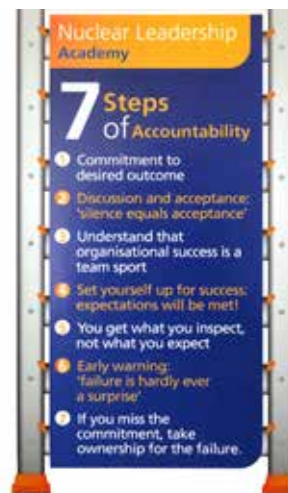 Nuclear Leadership
Academy
7 Steps
of Accountability
1 Commitment to
desired outcome
2 Discussion and acceptance:
'silence equals acceptance'
3 Understand that
organisational success is a
team sport
4 Set yourself up for success:
expectations will be met!
5 You get what you inspect,
not what you expect
6 Early warning:
'failure is hardly ever
a surprise'
7 If you miss the
commitment, take
ownership for the failure.